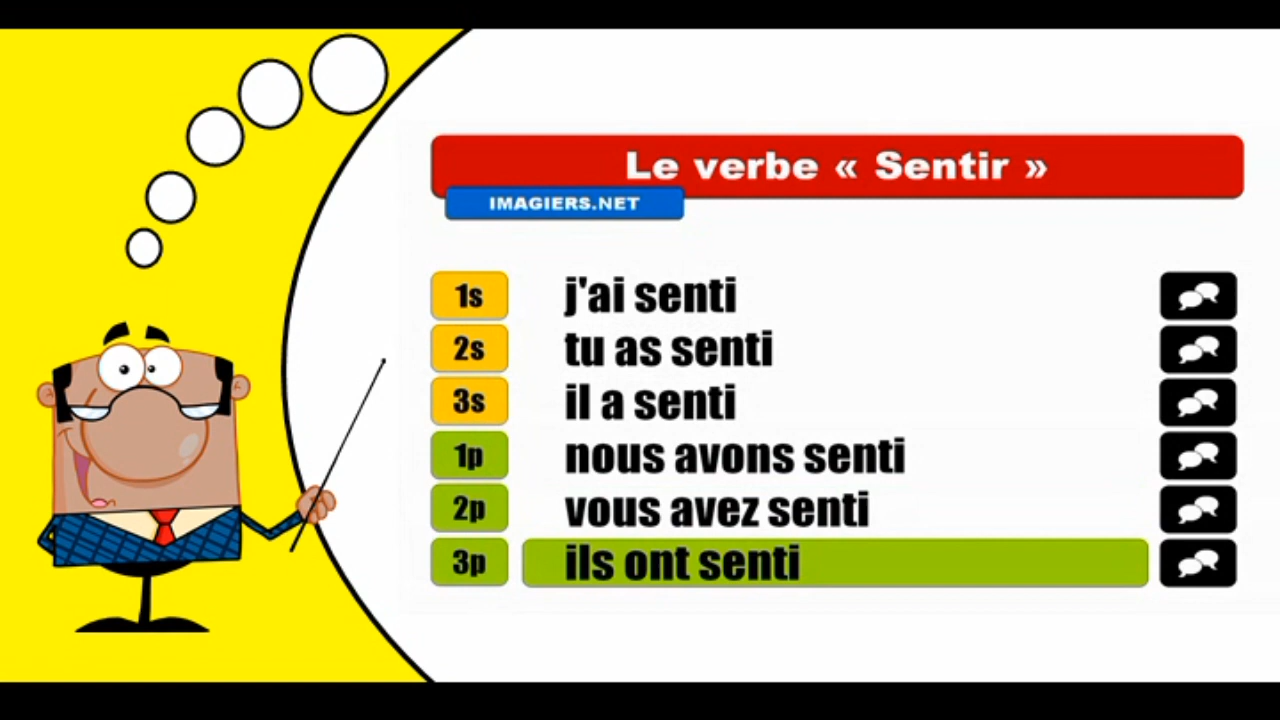 Le verbe « Sentir »
IMAGIERS.NET
1s j'ai senti
2s tu as senti
3s il a senti
1p nous avons senti
2p vous avez senti
3p ils ont senti